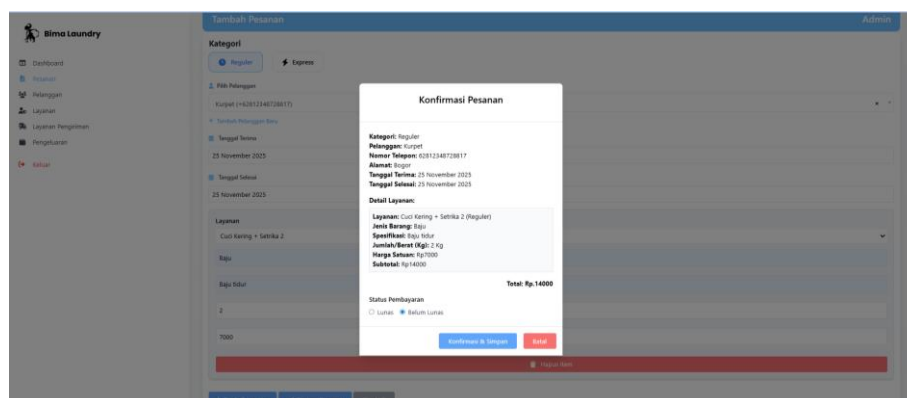 Bima Laundry
Dashboard
Pesanan
Pelanggan
Layanan
Layanan Pengiriman
Pengeluaran
Keluar
Tambah Pesanan
Admin
Kategori
Reguler
Express
Pilih Pelanggan
Kurpet (+62812348728617)
+ Tambah Pelanggan Baru
Tanggal Terima
25 November 2025
Tanggal Selesai
25 November 2025
Layanan
Cuci Kering + Setrika 2
Baju
Baju tidur
2
7000
Hapus Item
Konfirmasi Pesanan
Kategori: Reguler
Pelanggan: Kurpet
Nomor Telepon: 62812348728617
Alamat: Bogor
Tanggal Terima: 25 November 2025
Tanggal Selesai: 25 November 2025
Detail Layanan:
Layanan: Cuci Kering + Setrika 2 (Reguler)
Jenis Barang: Baju
Spesifikasi: Baju tidur
Jumlah/Berat (Kg): 2 Kg
Harga Satuan: Rp7000
Subtotal: Rp14000
Total: Rp.14000
Status Pembayaran
Lunas
Belum Lunas
Konfirmasi & Simpan
Batal